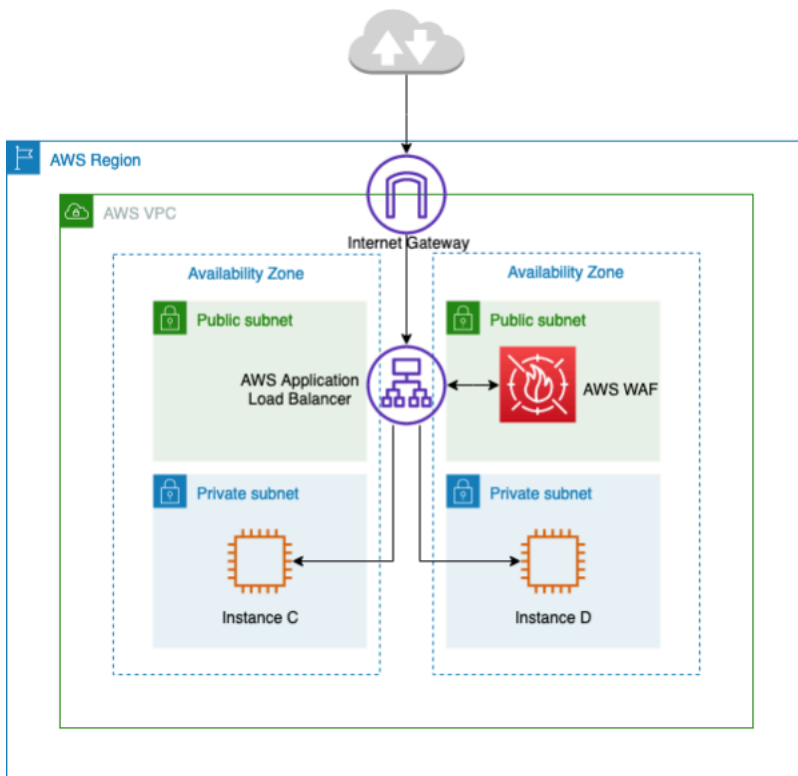 AWS Region
AWS VPC
Internet Gateway
Availability Zone
Availability Zone
Public subnet
Public subnet
AWS Application
Load Balancer
AWS WAF
Private subnet
Private subnet
Instance C
Instance D